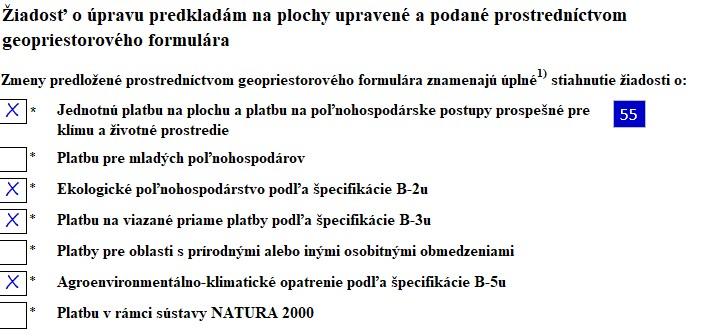 Žiadosť o úpravu predkladám na plochy upravené a podané prostredníctvom
geopriestorového formulára
Zmeny predložené prostredníctvom geopriestorového formulára znamenajú úplné1) stiahnutie žiadosti o:
X * Jednotnú platbu na plochu a platbu na poľnohospodárske postupy prospešné pre 55
klímu a životné prostredie
* Platbu pre mladých poľnohospodárov
X * Ekologické poľnohospodárstvo podľa špecifikácie B-2u
X * Platbu na viazané priame platby podľa špecifikácie B-3u
* Platby pre oblasti s prírodnými alebo inými osobitnými obmedzeniami
X * Agroenvironmentálno-klimatické opatrenie podľa špecifikácie B-5u
* Platbu v rámci sústavy NATURA 2000